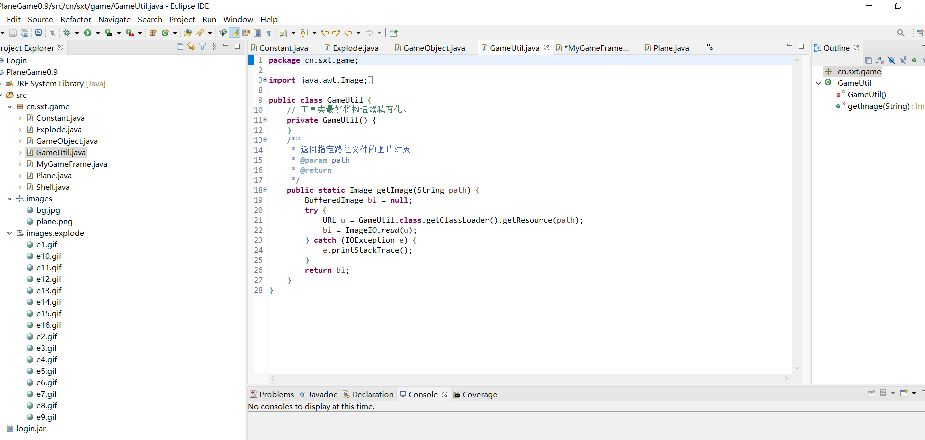 PlaneGame0.9/src/cn/sxt/game/GameUtil.java - Eclipse IDE
Edit Source Refactor Navigate Search Project Run Window Help
roject Explorer
Constant.java
Explode.java
GameObject.java
GameUtil.java
*MyGameFrame...
Plane.java
Outline
Login
PlaneGame0.9
JRE System Library [Java]
src
cn.sxt.game
Constant.java
Explode.java
GameObject.java
GameUtil.java
MyGameFrame.java
Plane.java
Shell.java
images
bg.jpg
plane.png
images.explode
e1.gif
e10.gif
e11.gif
e12.gif
e13.gif
e14.gif
e15.gif
e16.gif
e2.gif
e3.gif
e4.gif
e5.gif
e6.gif
e7.gif
e8.gif
e9.gif
login.jar
1 package cn.sxt.game;
2
3 import java.awt.Image;
8
9 public class GameUtil {
10 // 工具类最好将构造器私有化。
11 private GameUtil() {
12 }
13 /**
14 * 返回指定路径文件的图片对象
15 * @param path
16 * @return
17 */
18 public static Image getImage(String path) {
19 BufferedImage bi = null;
20 try {
21 URL u = GameUtil.class.getClassLoader().getResource(path);
22 bi = ImageIO.read(u);
23 } catch (IOException e) {
24 e.printStackTrace();
25 }
26 return bi;
27 }
28 }
cn.sxt.game
GameUtil
GameUtil()
getImage(String) : Im
Problems Javadoc Declaration Console Coverage
No consoles to display at this time.